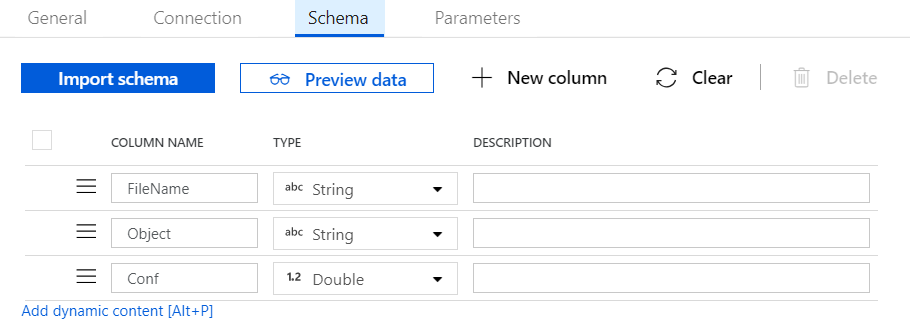 General Connection Schema Parameters
Import schema Preview data New column Clear Delete
COLUMN NAME TYPE DESCRIPTION
FileName abc String
Object abc String
Conf 1.2 Double
Add dynamic content [Alt+P]